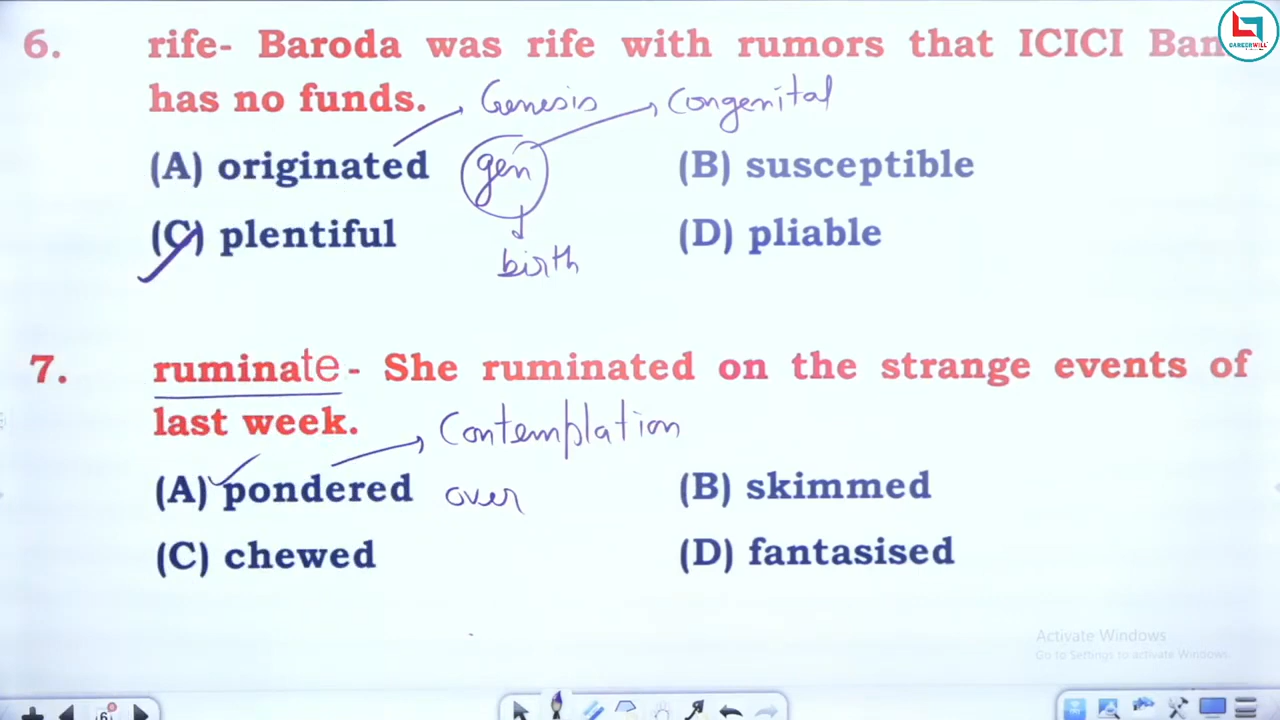 6. rife- Baroda was rife with rumors that ICICI Ban
CAREERWILL
has no funds. Genesis Congenital
(A) originated gen (B) susceptible
(C) plentiful (D) pliable
birth
7. ruminate - She ruminated on the strange events of
last week. Contemplation
(A) pondered over (B) skimmed
(C) chewed (D) fantasised
Activate Windows
Go to Settings to activate Windows.
6